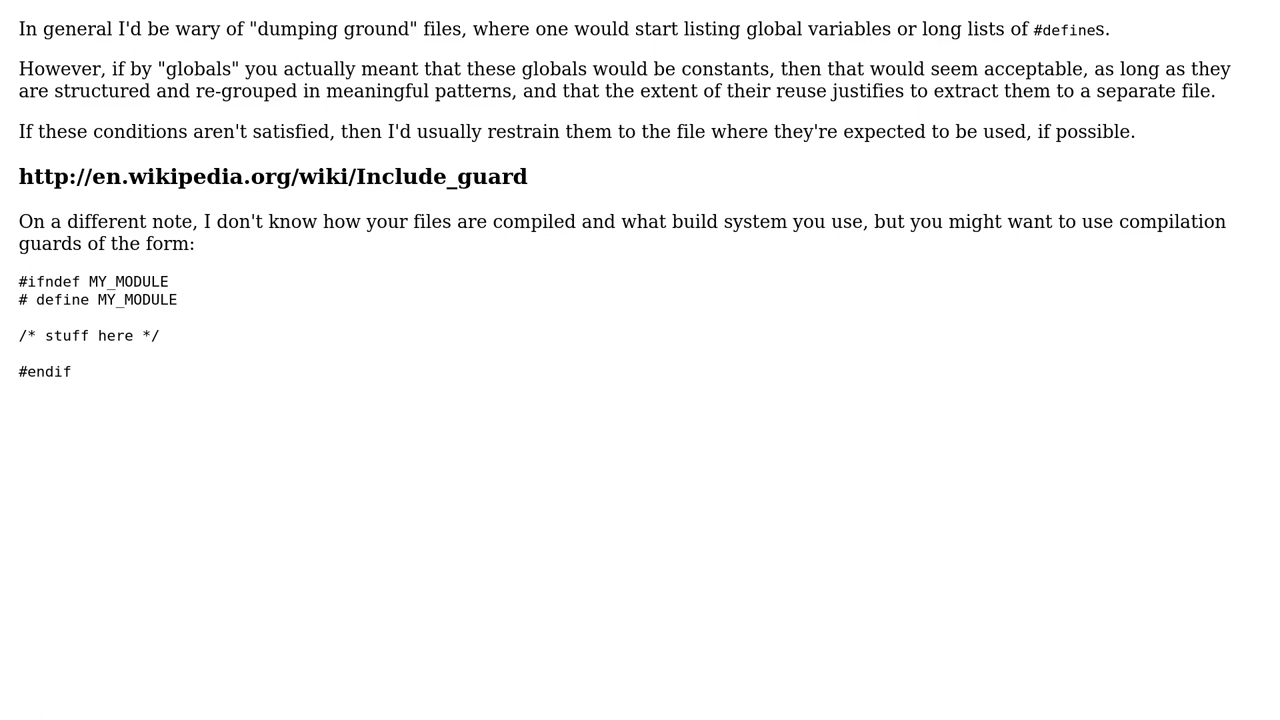 In general I'd be wary of "dumping ground" files, where one would start listing global variables or long lists of #defines.
However, if by "globals" you actually meant that these globals would be constants, then that would seem acceptable, as long as they
are structured and re-grouped in meaningful patterns, and that the extent of their reuse justifies to extract them to a separate file.
If these conditions aren't satisfied, then I'd usually restrain them to the file where they're expected to be used, if possible.
http://en.wikipedia.org/wiki/Include_guard
On a different note, I don't know how your files are compiled and what build system you use, but you might want to use compilation
guards of the form:
#ifndef MY_MODULE
# define MY_MODULE
/* stuff here */
#endif